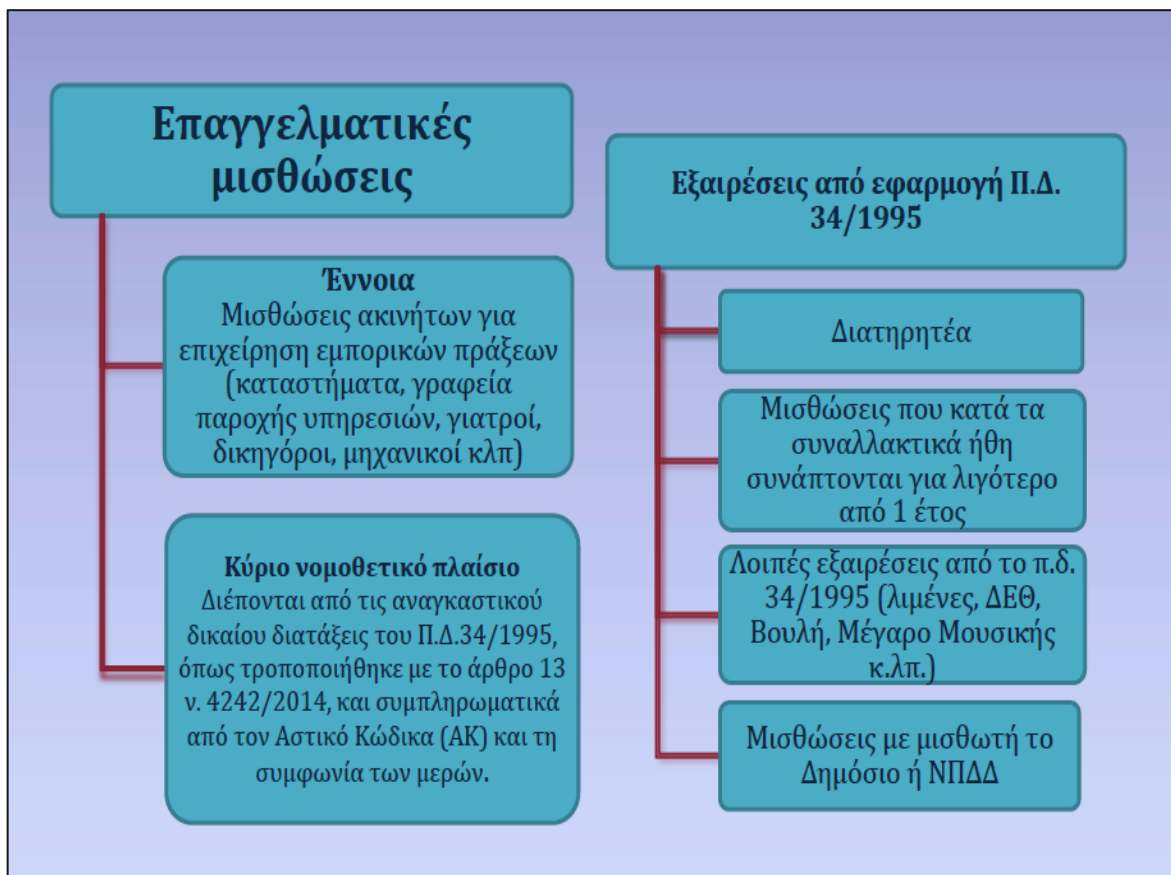 Επαγγελματικές
μισθώσεις
Έννοια
Μισθώσεις ακινήτων για
επιχείρηση εμπορικών πράξεων
(καταστήματα, γραφεία
παροχής υπηρεσιών, γιατροί,
δικηγόροι, μηχανικοί κλπ)
Κύριο νομοθετικό πλαίσιο
Διέπονται από τις αναγκαστικού
δικαίου διατάξεις του Π.Δ.34/1995,
όπως τροποποιήθηκε με το άρθρο 13
ν. 4242/2014, και συμπληρωματικά
από τον Αστικό Κώδικα (ΑΚ) και τη
συμφωνία των μερών.
Εξαιρέσεις από εφαρμογή Π.Δ.
34/1995
Διατηρητέα
Μισθώσεις που κατά τα
συναλλακτικά ήθη
συνάπτονται για λιγότερο
από 1 έτος
Λοιπές εξαιρέσεις από το π.δ.
34/1995 (λιμένες, ΔΕΘ,
Βουλή, Μέγαρο Μουσικής
κ.λπ.)
Μισθώσεις με μισθωτή το
Δημόσιο ή ΝΠΔΔ